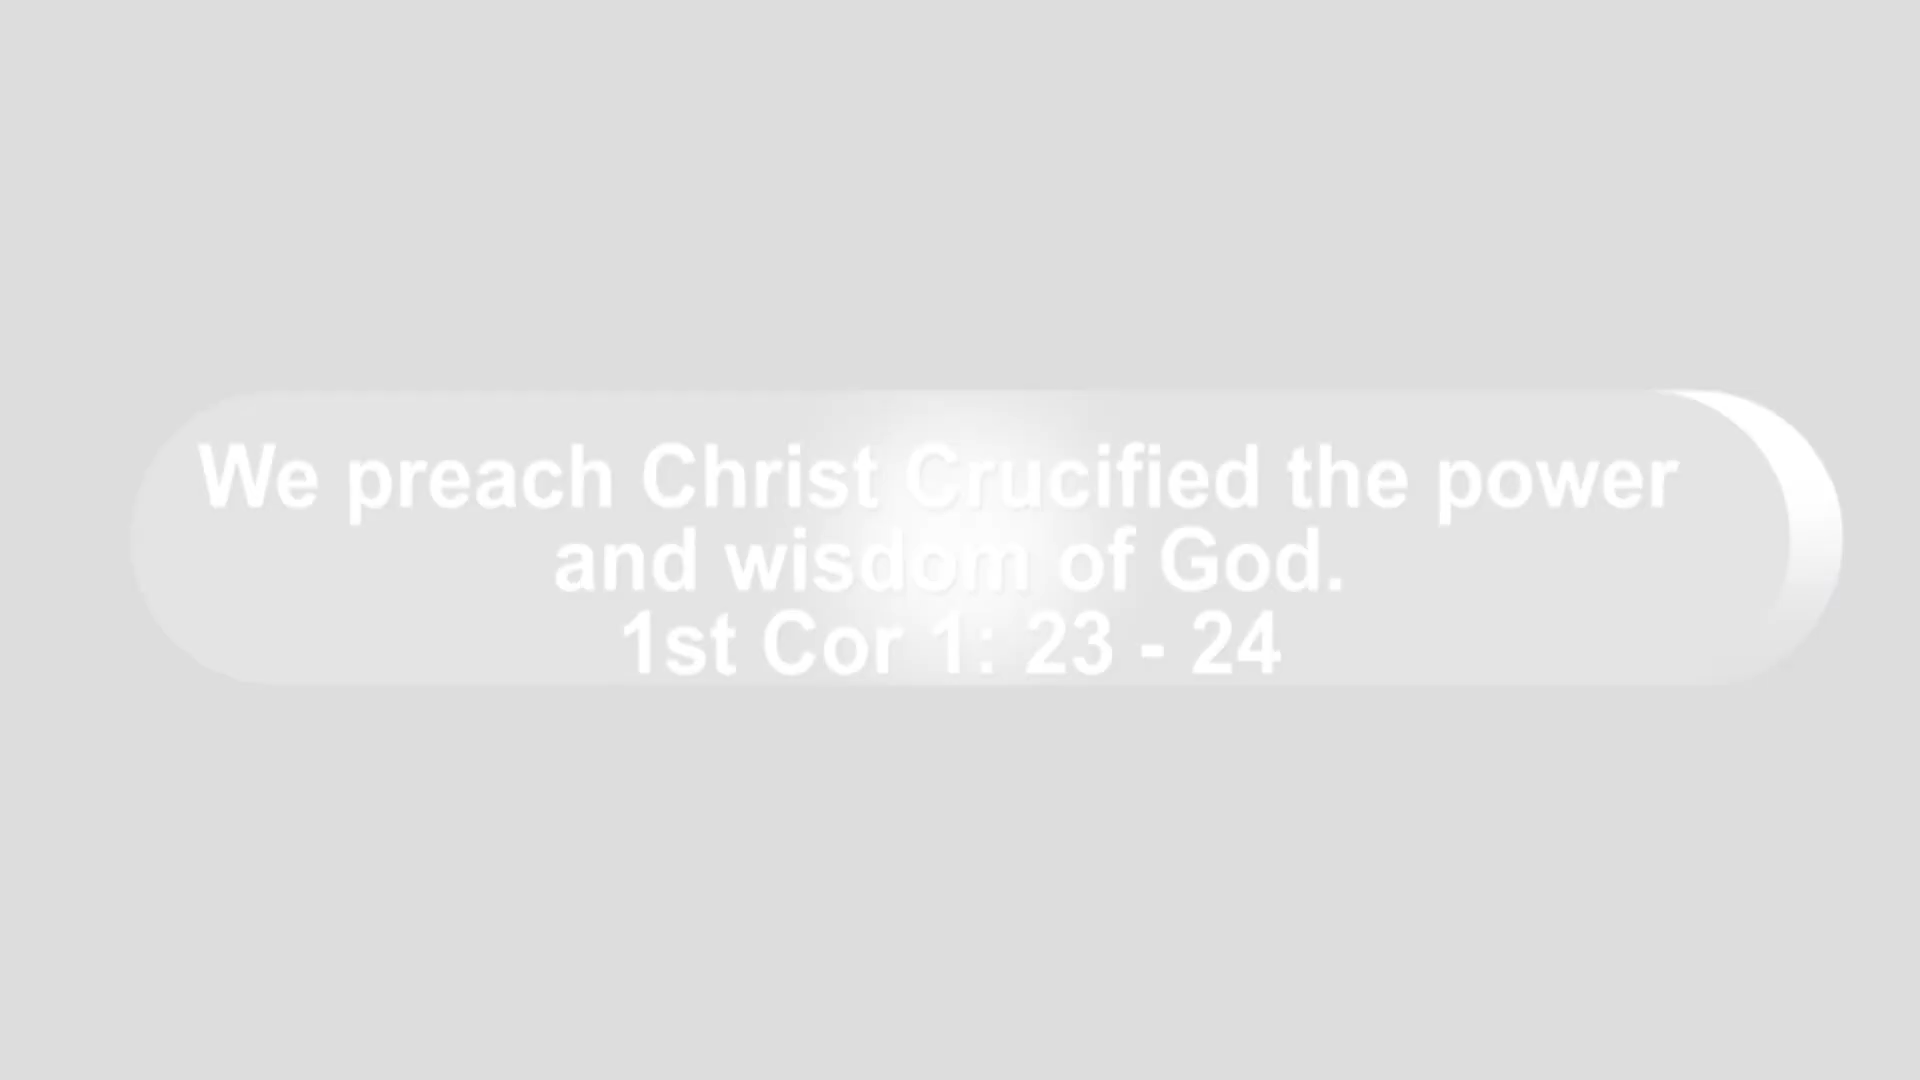 We preach Christ Crucified the power
and wisdom of God.
1st Cor 1: 23 - 24